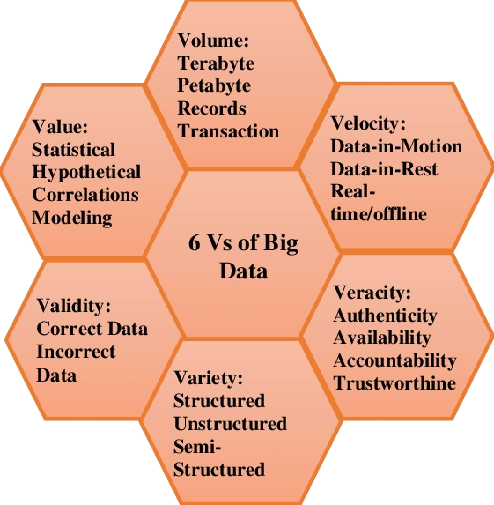 Volume:
Terabyte
Petabyte
Records
Transaction
Value:
Statistical
Hypothetical
Correlations
Modeling
Velocity:
Data-in-Motion
Data-in-Rest
Real-
time/offline
6 Vs of Big
Data
Validity:
Correct Data
Incorrect
Data
Veracity:
Authenticity
Availability
Accountability
Trustworthine
Variety:
Structured
Unstructured
Semi-
Structured